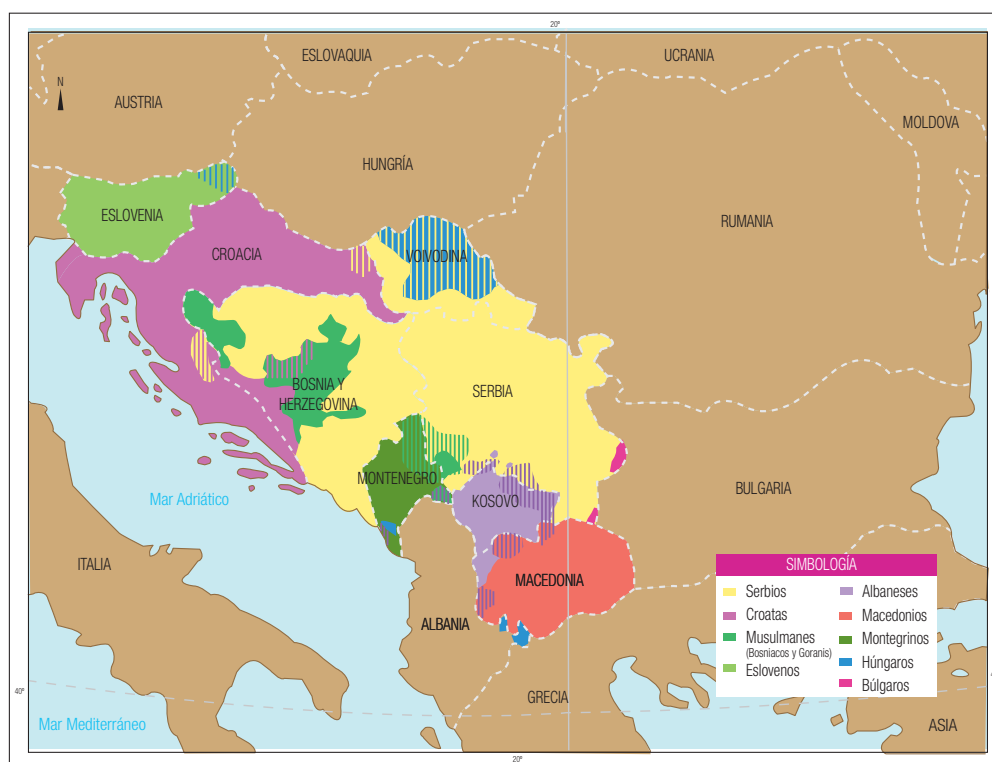 20º
ESLOVAQUIA
UCRANIA
N
AUSTRIA
MOLDOVA
HUNGRÍA
ESLOVENIA
RUMANIA
CROACIA
VOIVODINA
BOSNIA Y
HERZEGOVINA
SERBIA
MONTENEGRO
KOSOVO
BULGARIA
Mar Adriático
ITALIA
MACEDONIA
ALBANIA
GRECIA
ASIA
Mar Mediterráneo
40º
20º
SIMBOLOGÍA
Serbios
Croatas
Musulmanes
(Bosniacos y Goranis)
Eslovenos
Albaneses
Macedonios
Montegrinos
Húngaros
Búlgaros